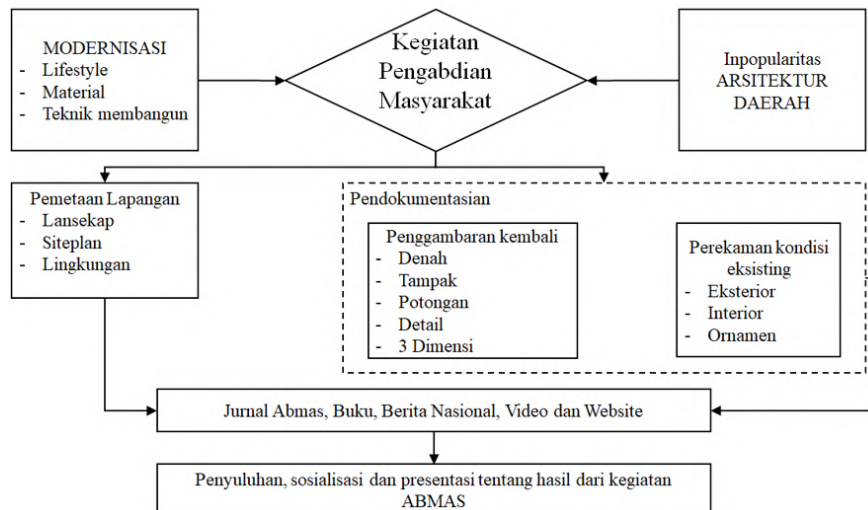 MODERNISASI
- Lifestyle
- Material
- Teknik membangun
Kegiatan
Pengabdian
Masyarakat
Inpopularitas
ARSITEKTUR
DAERAH
Pemetaan Lapangan
- Lansekap
- Siteplan
- Lingkungan
Pendokumentasian
Penggambaran kembali
- Denah
- Tampak
- Potongan
- Detail
- 3 Dimensi
Perekaman kondisi
eksisting
- Eksterior
- Interior
- Ornamen
Jurnal Abmas, Buku, Berita Nasional, Video dan Website
Penyuluhan, sosialisasi dan presentasi tentang hasil dari kegiatan
ABMAS